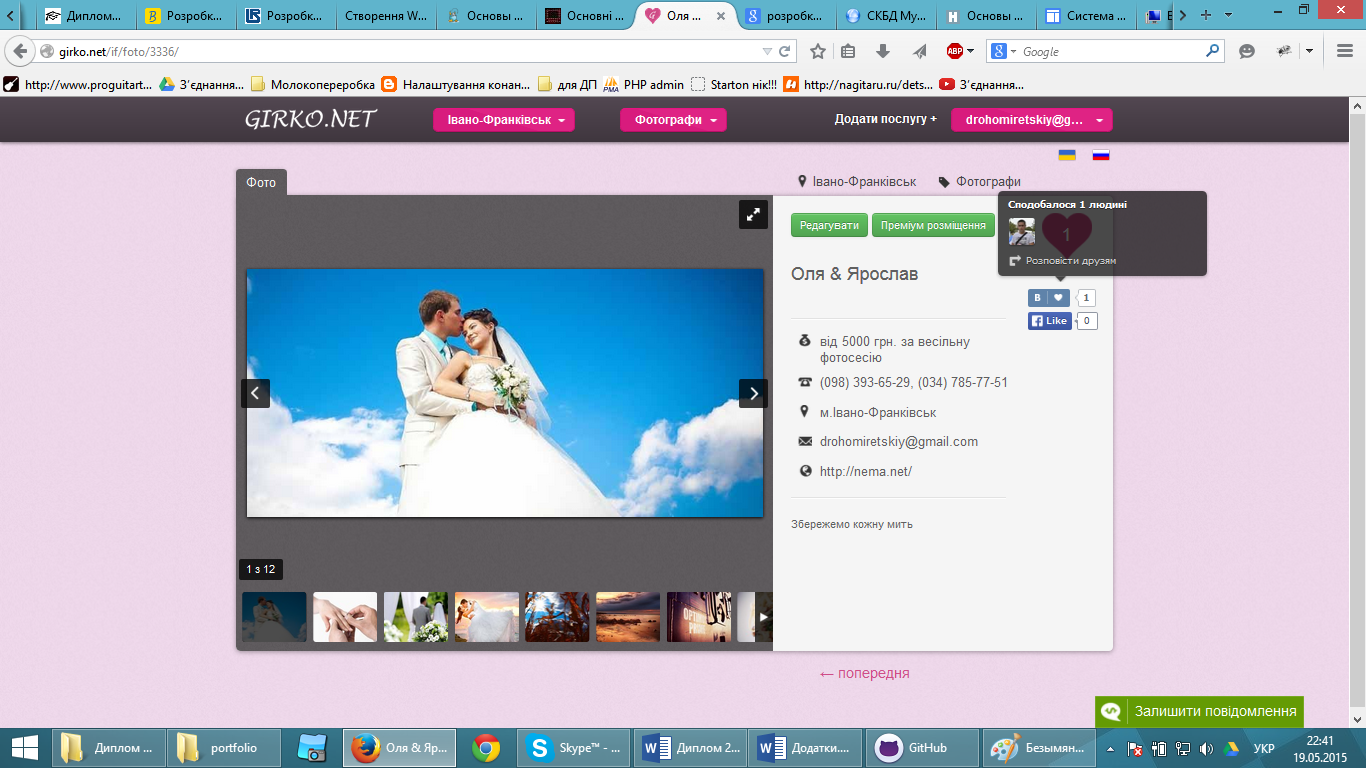 Диплом...
Розробк...
Розробк...
Створення W...
Основы ...
Основні ...
Оля ...
розробк...
СКБД Му...
Основы ...
Система ...
girko.net/if/foto/3336/
ABP
Google
http://www.proguitart...
З'єднання...
Молокопереробка
Налаштування конан...
для ДП
PMA
PHP admin
Starton нік!!!
http://nagitaru.ru/dets...
З'єднання...
GIRKO.NET
Івано-Франківськ
Фотографи
Додати послугу +
drohomiretskiy@g...
Фото
Івано-Франківськ
Фотографи
Сподобалося 1 людині
1
Розповісти друзям
Редагувати
Преміум розміщення
Оля & Ярослав
B
1
Like
0
від 5000 грн. за весільну
фотосесію
(098) 393-65-29, (034) 785-77-51
м.Івано-Франківськ
drohomiretskiy@gmail.com
http://nema.net/
Збережемо кожну мить
1 з 12
← попередня
Залишити повідомлення
Диплом ...
portfolio
Оля & Яр...
Skype™ - ...
Диплом 2...
Додатки....
GitHub
Безымян...
УКР
22:41
19.05.2015